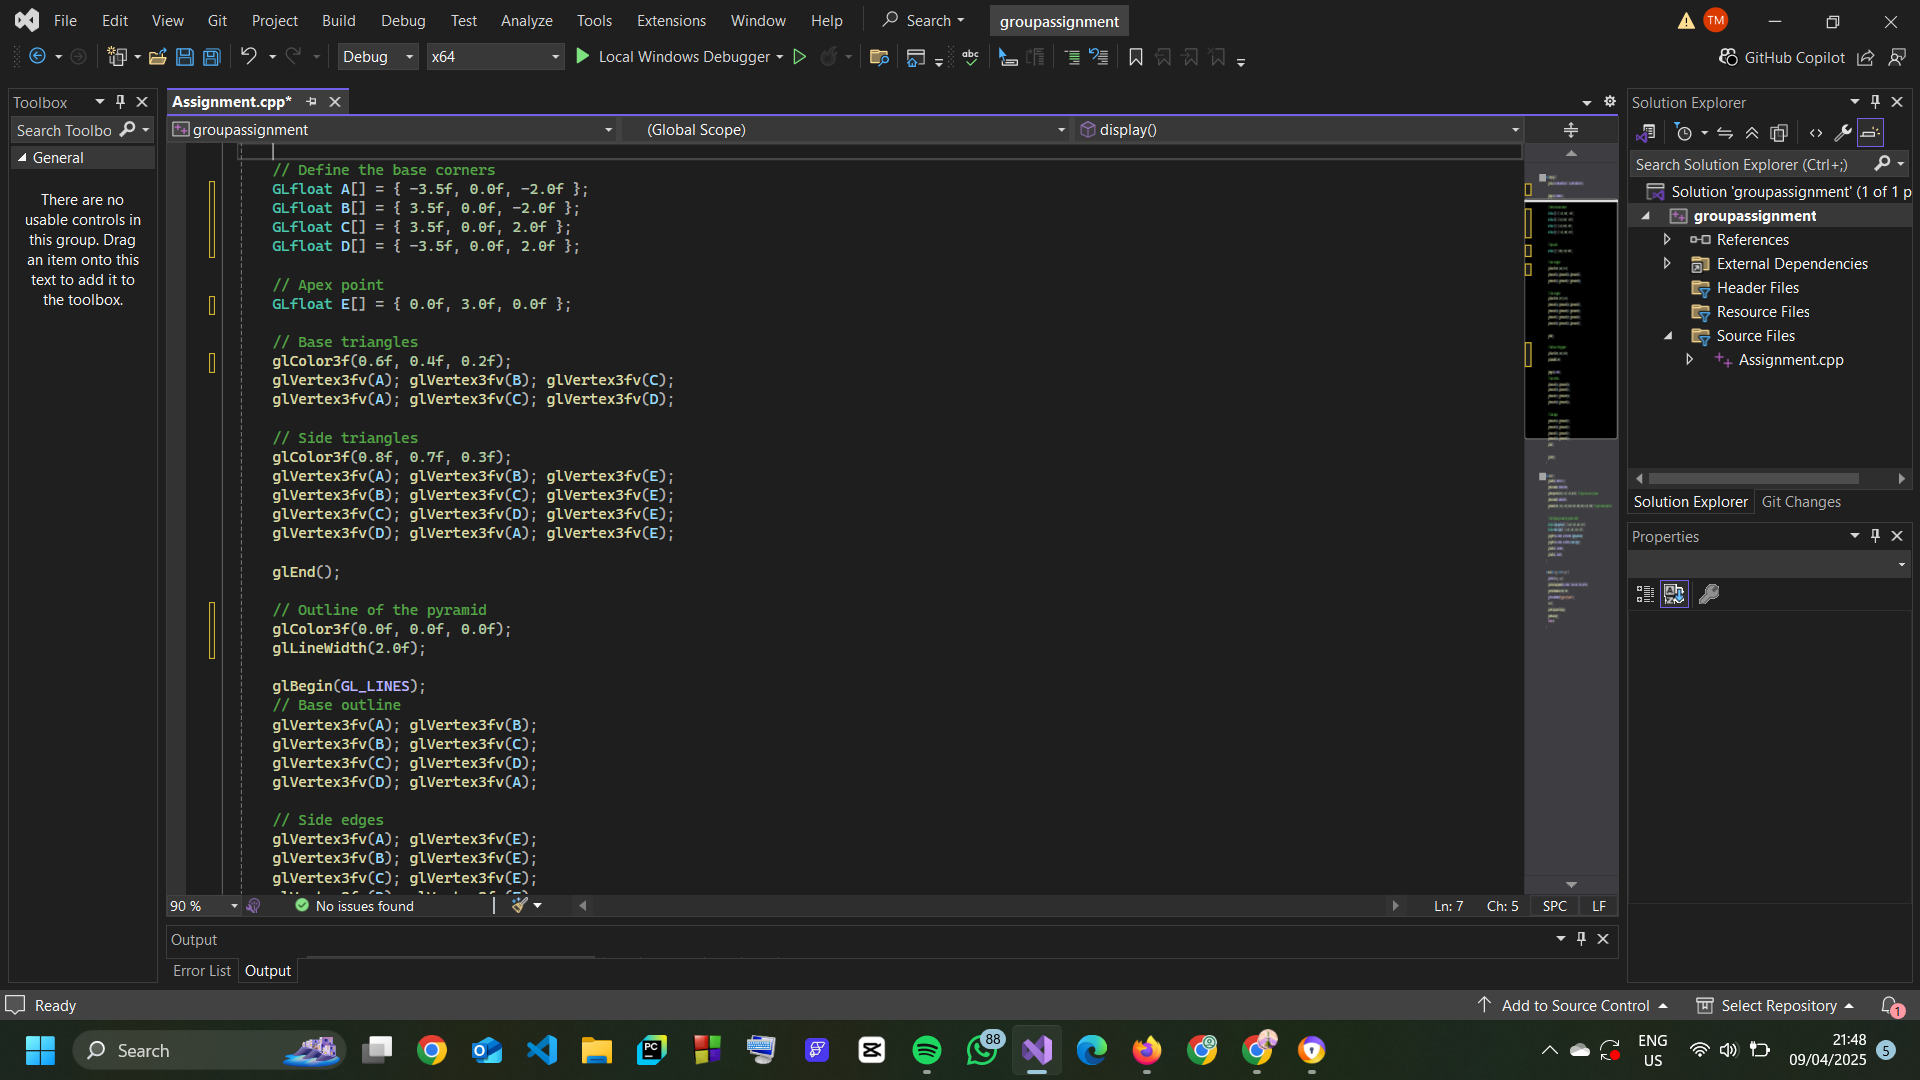 File Edit View Git Project Build Debug Test Analyze Tools Extensions Window Help Search groupassignment TM
Debug x64 Local Windows Debugger abc GitHub Copilot
Toolbox
Search Toolbo
General
There are no
usable controls in
this group. Drag
an item onto this
text to add it to
the toolbox.
Assignment.cpp*
groupassignment (Global Scope) display()
// Define the base corners
GLfloat A[] = { -3.5f, 0.0f, -2.0f };
GLfloat B[] = { 3.5f, 0.0f, -2.0f };
GLfloat C[] = { 3.5f, 0.0f, 2.0f };
GLfloat D[] = { -3.5f, 0.0f, 2.0f };
// Apex point
GLfloat E[] = { 0.0f, 3.0f, 0.0f };
// Base triangles
glColor3f(0.6f, 0.4f, 0.2f);
glVertex3fv(A); glVertex3fv(B); glVertex3fv(C);
glVertex3fv(A); glVertex3fv(C); glVertex3fv(D);
// Side triangles
glColor3f(0.8f, 0.7f, 0.3f);
glVertex3fv(A); glVertex3fv(B); glVertex3fv(E);
glVertex3fv(B); glVertex3fv(C); glVertex3fv(E);
glVertex3fv(C); glVertex3fv(D); glVertex3fv(E);
glVertex3fv(D); glVertex3fv(A); glVertex3fv(E);
glEnd();
// Outline of the pyramid
glColor3f(0.0f, 0.0f, 0.0f);
glLineWidth(2.0f);
glBegin(GL_LINES);
// Base outline
glVertex3fv(A); glVertex3fv(B);
glVertex3fv(B); glVertex3fv(C);
glVertex3fv(C); glVertex3fv(D);
glVertex3fv(D); glVertex3fv(A);
// Side edges
glVertex3fv(A); glVertex3fv(E);
glVertex3fv(B); glVertex3fv(E);
glVertex3fv(C); glVertex3fv(E);
90 % No issues found Ln: 7 Ch: 5 SPC LF
Output
Error List Output
Solution Explorer
Search Solution Explorer (Ctrl+;)
Solution 'groupassignment' (1 of 1 p
groupassignment
References
External Dependencies
Header Files
Resource Files
Source Files
Assignment.cpp
Solution Explorer Git Changes
Properties
Ready Add to Source Control Select Repository 1
Search PC 88 ENG
US 21:48
09/04/2025 5